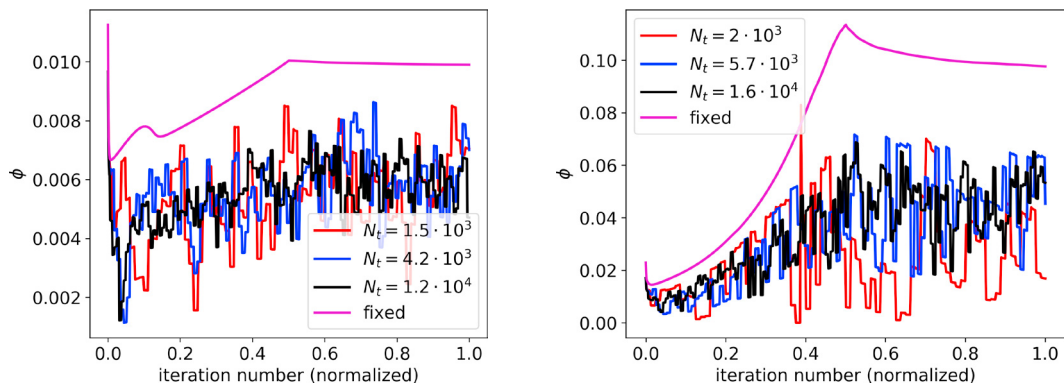 0.010
0.008
0.006
0.004
0.002
ϕ
0.0 0.2 0.4 0.6 0.8 1.0
iteration number (normalized)
N_t = 1.5 · 10^3
N_t = 4.2 · 10^3
N_t = 1.2 · 10^4
fixed
0.10
0.08
0.06
0.04
0.02
0.00
ϕ
0.0 0.2 0.4 0.6 0.8 1.0
iteration number (normalized)
N_t = 2 · 10^3
N_t = 5.7 · 10^3
N_t = 1.6 · 10^4
fixed